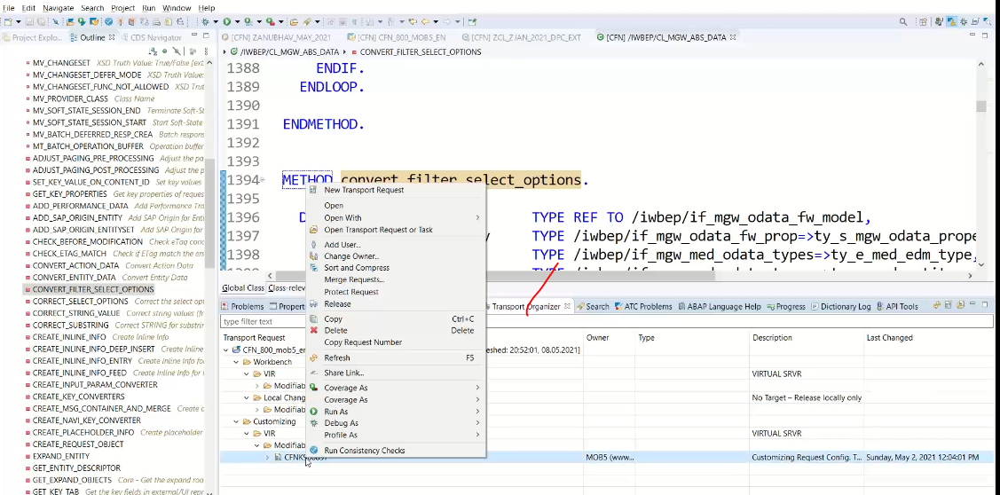 File Edit Navigate Search Project Run Window Help
Project Explo... Outline CDS Navigator
[CFN] ZANUBHAV_MAY_2021 [CFN] CFN_800_MOB5_EN [CFN] ZCL_ZJAN_2021_DPC_EXT [CFN] /IWBEP/CL_MGW_ABS_DATA
/IWBEP/CL_MGW_ABS_DATA CONVERT_FILTER_SELECT_OPTIONS
MV_CHANGESET XSD Truth Value: True/False (ext
MV_CHANGESET_DEFER_MODE XSD Truth Value:
MV_CHANGESET_FUNC_NOT_ALLOWED XSD Trut
MV_PROVIDER_CLASS Class Name
MV_SOFT_STATE_SESSION_END Terminate Soft-St
MV_SOFT_STATE_SESSION_START Start Soft-State
MV_BATCH_DEFERRED_RESP_CREA Batch respons
MT_BATCH_OPERATION_BUFFER Operation buffer
ADJUST_PAGING_PRE_PROCESSING Adjust the pa
ADJUST_PAGING_POST_PROCESSING Adjust the p
SET_KEY_VALUE_ON_CONTENT_ID Set key value
GET_KEY_PROPERTIES Get key properties of reques
ADD_PERFORMANCE_DATA Add Performance Tra
ADD_SAP_ORIGIN_ENTITY Add SAP Origin for Ent
ADD_SAP_ORIGIN_ENTITYSET Add SAP Origin for
CHECK_BEFORE_MODIFICATION Check eTag conc
CHECK_ETAG_MATCH Check if ETag match the en
CONVERT_ACTION_DATA Convert Action Data
CONVERT_ENTITY_DATA Convert Entity Data
CONVERT_FILTER_SELECT_OPTIONS
CORRECT_SELECT_OPTIONS Correct the select opt
CORRECT_STRING_VALUE Correct string values (fr
CORRECT_SUBSTRING Correct string values for su
CREATE_INLINE_INFO Create Inline Info
CREATE_INLINE_INFO_DEEP_INSERT Create Inline
CREATE_INLINE_INFO_ENTRY Create Inline Info for
CREATE_INLINE_INFO_FEED Create Inline Info for
CREATE_INPUT_PARAM_CONVERTER
CREATE_KEY_CONVERTERS
CREATE_MSG_CONTAINER_AND_MERGE Create c
CREATE_NAVI_KEY_CONVERTER
CREATE_PLACEHOLDER_INFO Create placeholder
CREATE_REQUEST_OBJECT
EXPAND_ENTITY
GET_ENTITY_DESCRIPTOR
GET_EXPAND_OBJECTS Core - Get the expand roo
GET_KEY_TAB Get the key fields in external/UI repr
1388 ENDIF.
1389 ENDLOOP.
1390
1391 ENDMETHOD.
1392
1393
1394 METHOD convert_filter_select_options.
1395
1396 D TYPE REF TO /iwbep/if_mgw_odata_fw_model,
1397 y TYPE /iwbep/if_mgw_odata_fw_prop=>ty_s_mgw_odata_prope
1398 TYPE /iwbep/if_mgw_med_odata_types=>ty_e_med_edm_type,
Global Class Class-relev
New Transport Request
Open
Open With
Open Transport Request or Task
Add User...
Change Owner...
Sort and Compress
Merge Requests...
Protect Request
Release
Copy Ctrl+C
Delete Delete
Copy Request Number
Refresh F5
Share Link...
Coverage As
Coverage As
Run As
Debug As
Profile As
Run Consistency Checks
Problems Propert Transport Organizer Search ATC Problems ABAP Language Help Progress Dictionary Log API Tools
type filter text
Transport Request Owner Type Description Last Changed
CFN_800_mob5_en freshed: 20:52:01, 08.05.2021]
Workbench
VIR VIRTUAL SRVR
Modifiab
Local Chang No Target – Release locally only
Modifiab
Customizing
VIR VIRTUAL SRVR
Modifiab
MOB5 (www... Customizing Request Config. T... Sunday, May 2, 2021 12:04:01 PM